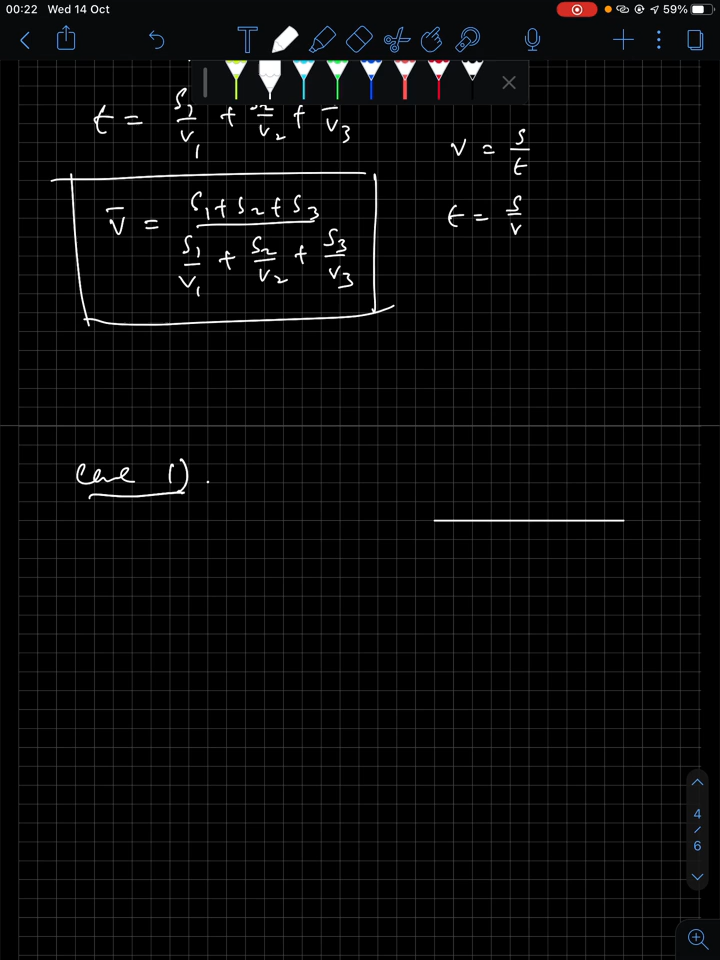 00:22 Wed 14 Oct 59%
T
t = S1/v1 + S2/v2 + /v3
v = s/t
v̄ = (S1 + S2 + S3) / (S1/v1 + S2/v2 + S3/v3)
t = s/v
Case 1).
4/6